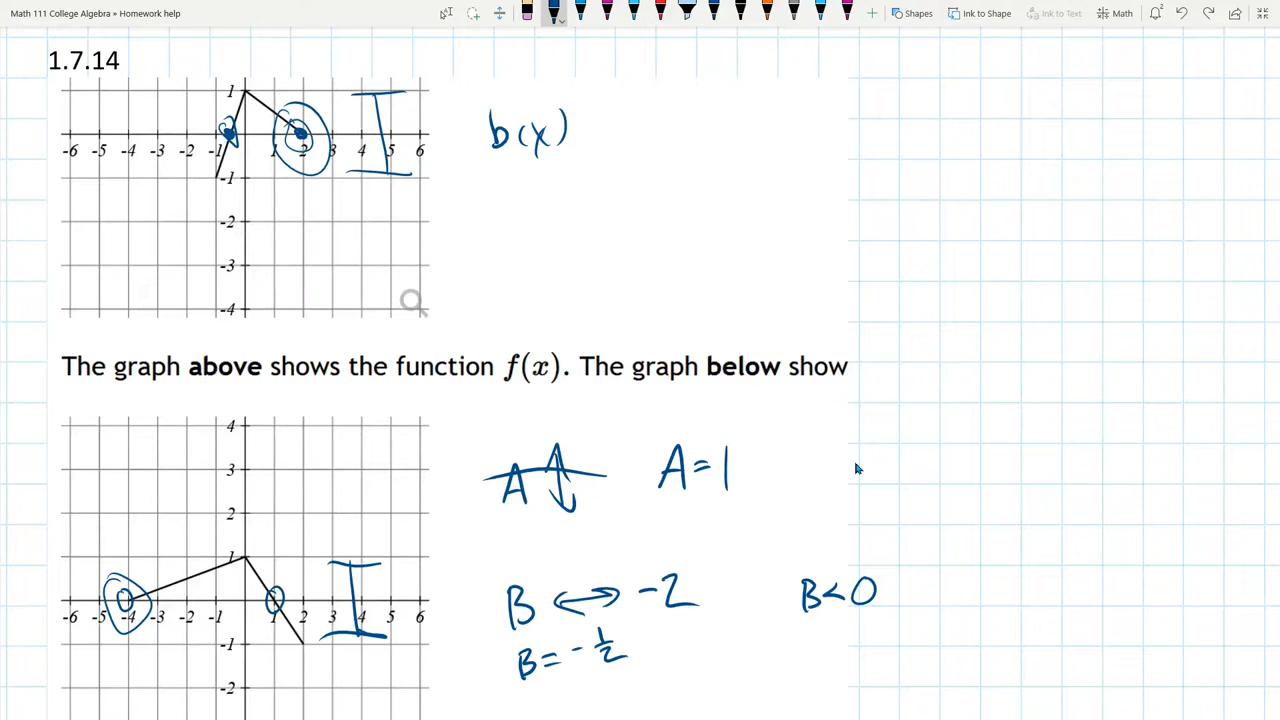 Math 111 College Algebra » Homework help
Shapes Ink to Shape Ink to Text Math
1.7.14
1
-6 -5 -4 -3 -2 -1 1 2 3 4 5 6
-1
-2
-3
-4
b(x)
The graph above shows the function f(x). The graph below show
4
3
2
1
-6 -5 -4 -3 -2 -1 1 2 3 4 5 6
-1
-2
A A A = 1
B ↔ -2 B < 0
B = -1/2